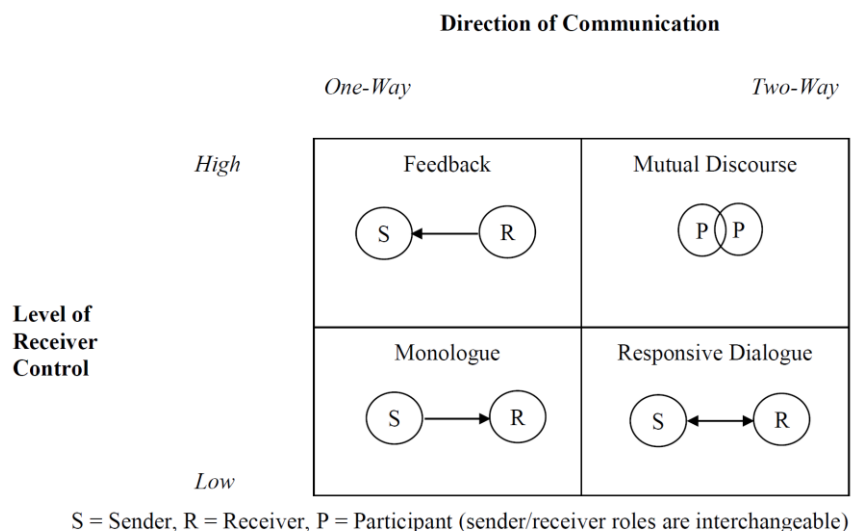 Direction of Communication
One-Way Two-Way
High
Feedback Mutual Discourse
S R P P
Level of
Receiver
Control
Monologue Responsive Dialogue
S R S R
Low
S = Sender, R = Receiver, P = Participant (sender/receiver roles are interchangeable)